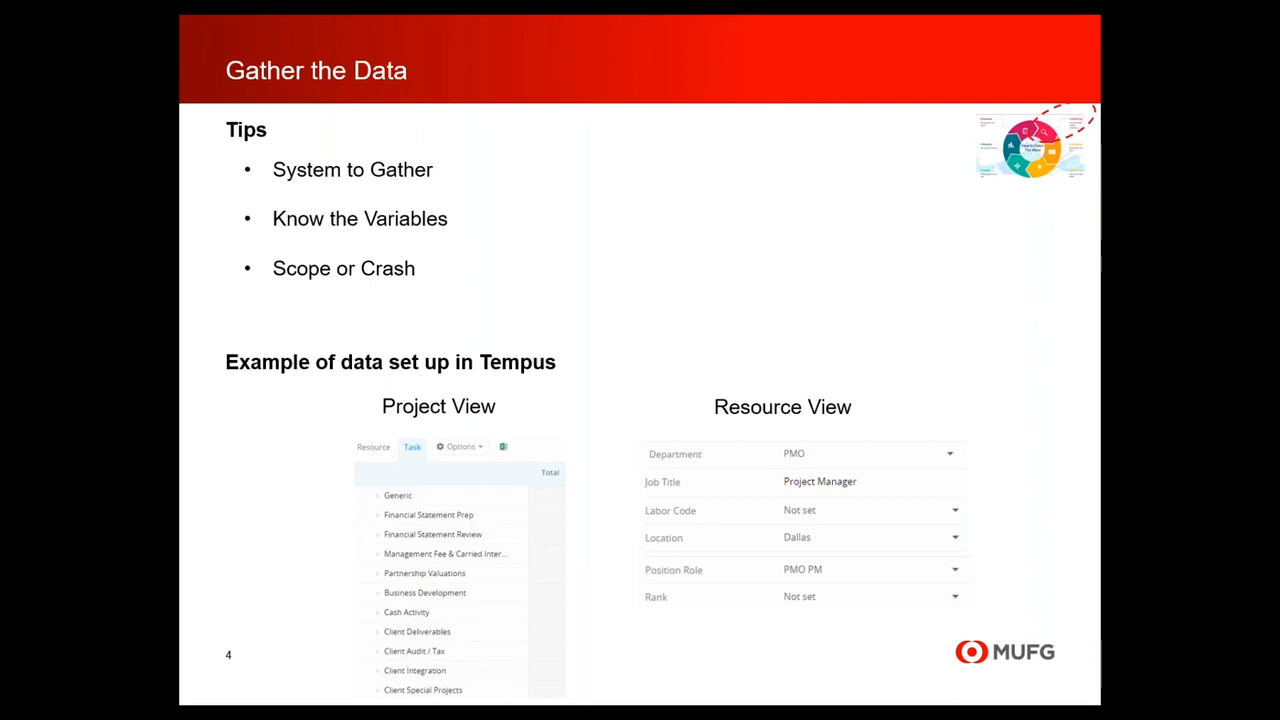 Gather the Data
Tips
• System to Gather
• Know the Variables
• Scope or Crash
Example of data set up in Tempus
Project View
Resource View
Resource Task Options
Total
Generic
Financial Statement Prep
Financial Statement Review
Management Fee & Carried Inter...
Partnership Valuations
Business Development
Cash Activity
Client Deliverables
Client Audit / Tax
Client Integration
Client Special Projects
Department PMO
Job Title Project Manager
Labor Code Not set
Location Dallas
Position Role PMO PM
Rank Not set
4
MUFG